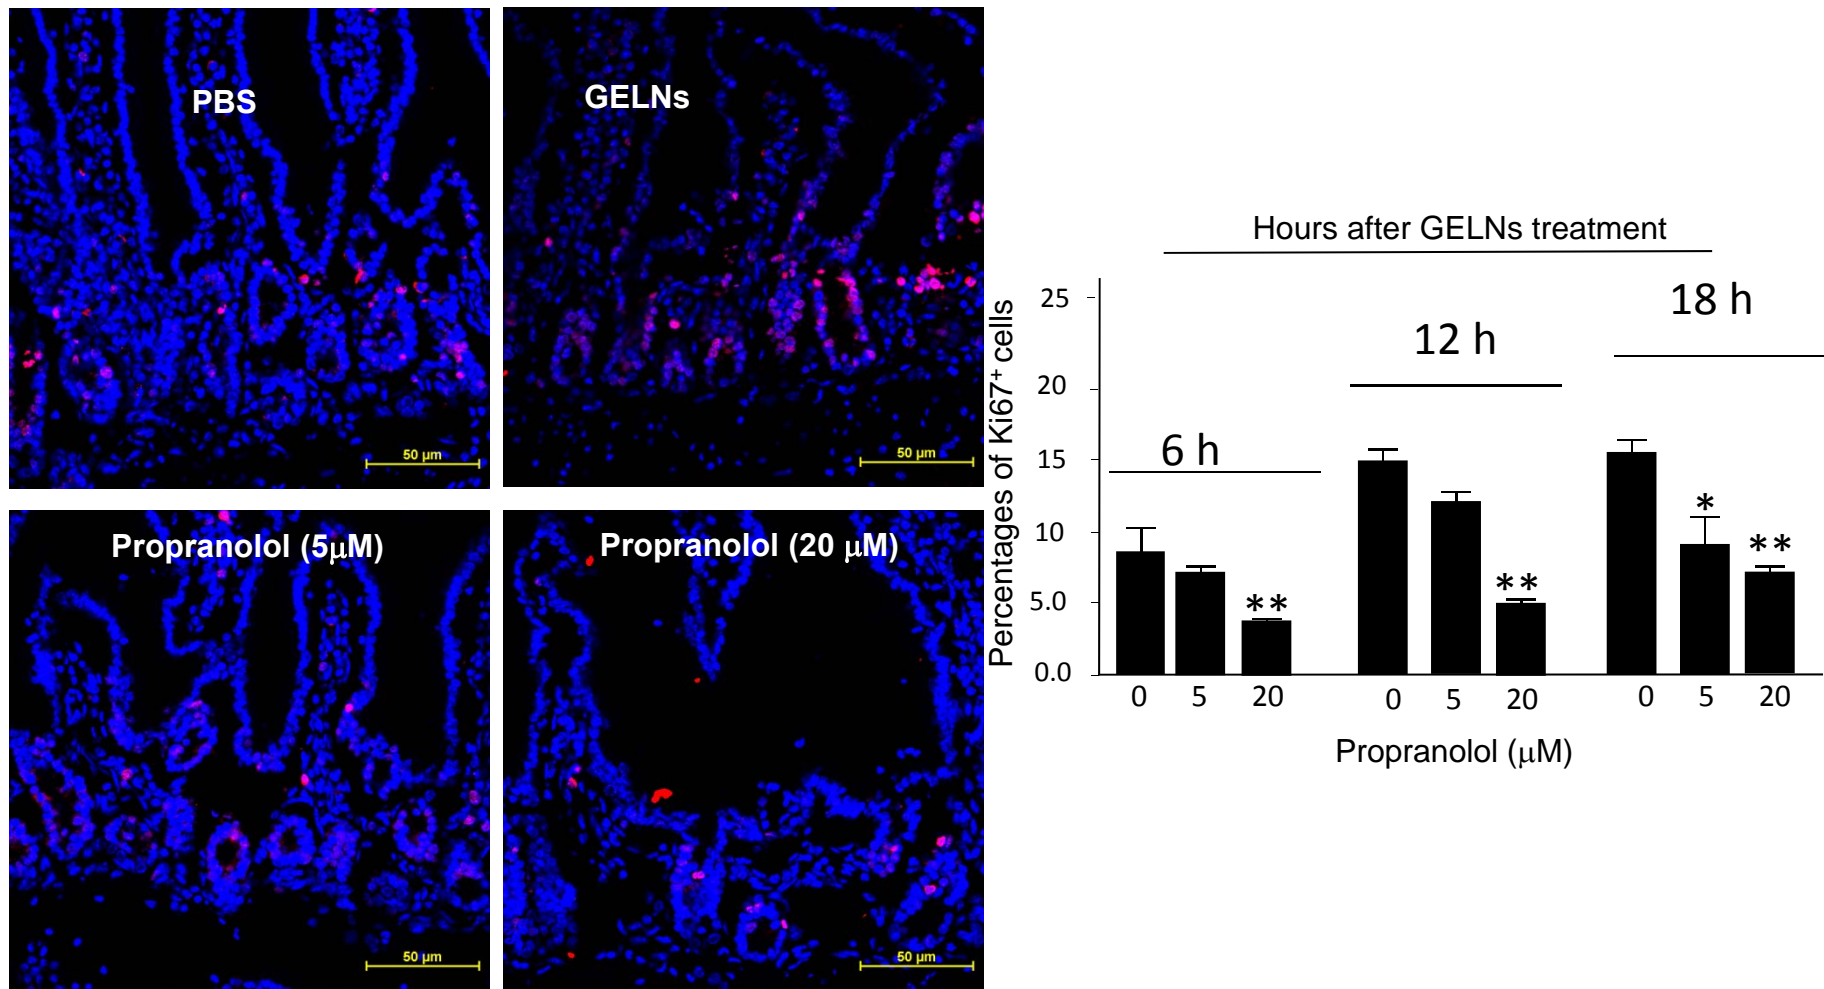 PBS
50 µm
GELNs
50 µm
Propranolol (5µM)
50 µm
Propranolol (20 µM)
50 µm
Hours after GELNs treatment
Percentages of Ki67+ cells
25
20
15
10
5.0
0.0
6 h
12 h
18 h
**
**
*
**
0 5 20 0 5 20 0 5 20
Propranolol (µM)